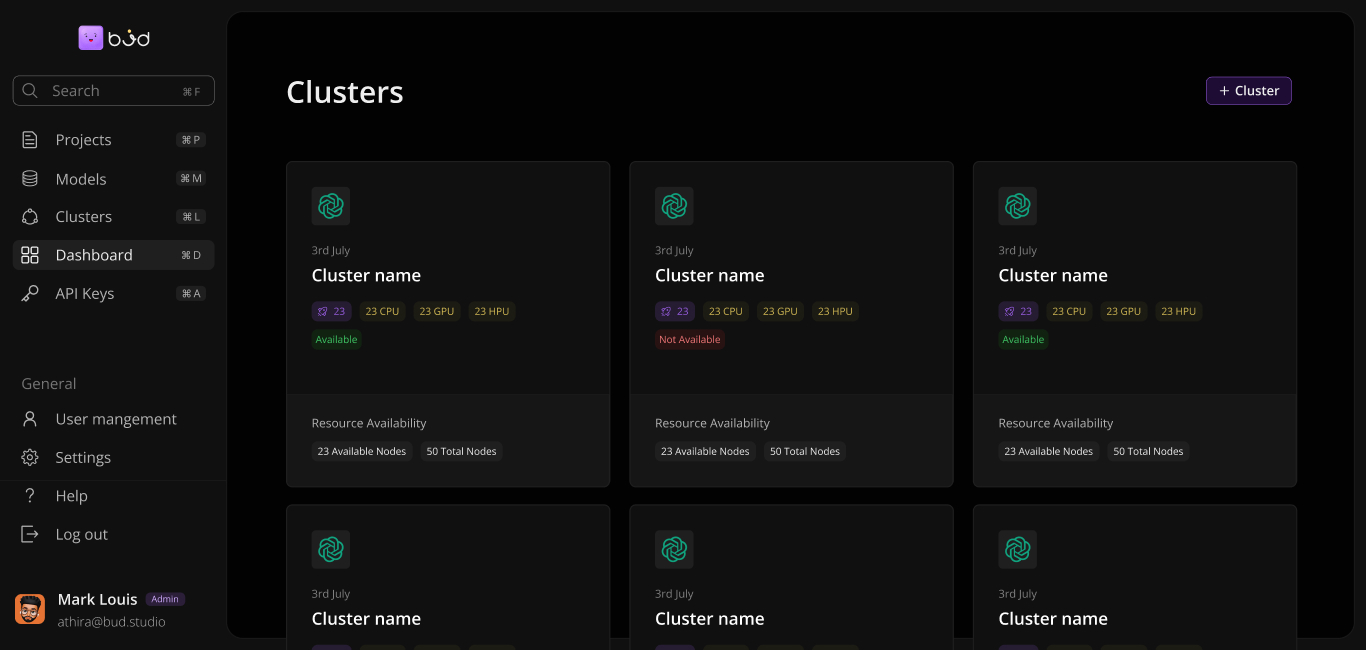 bud
Search ⌘ F
Projects ⌘ P
Models ⌘ M
Clusters ⌘ L
Dashboard ⌘ D
API Keys ⌘ A
General
User mangement
Settings
? Help
Log out
Mark Louis Admin
athira@bud.studio
Clusters
+ Cluster
3rd July
Cluster name
23 23 CPU 23 GPU 23 HPU
Available
Resource Availability
23 Available Nodes 50 Total Nodes
3rd July
Cluster name
23 23 CPU 23 GPU 23 HPU
Not Available
Resource Availability
23 Available Nodes 50 Total Nodes
3rd July
Cluster name
23 23 CPU 23 GPU 23 HPU
Available
Resource Availability
23 Available Nodes 50 Total Nodes
3rd July
Cluster name
3rd July
Cluster name
3rd July
Cluster name